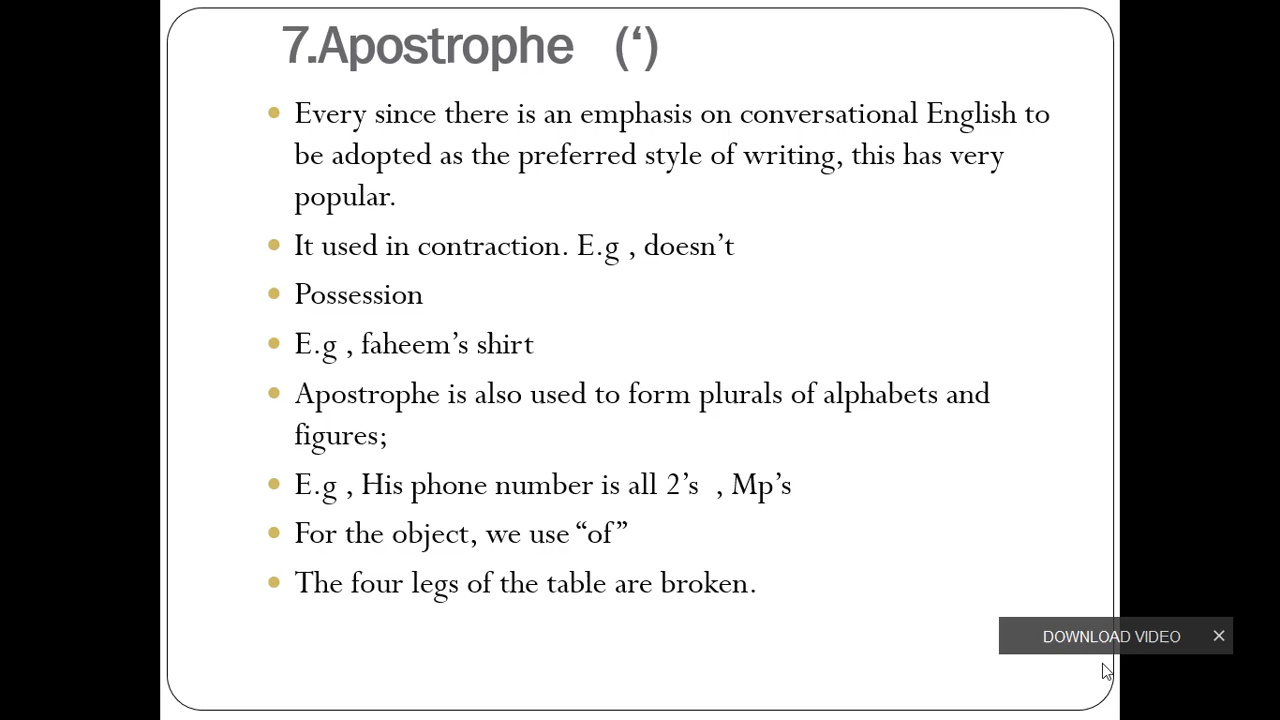 7.Apostrophe (‘)
Every since there is an emphasis on conversational English to
be adopted as the preferred style of writing, this has very
popular.
It used in contraction. E.g , doesn’t
Possession
E.g , faheem’s shirt
Apostrophe is also used to form plurals of alphabets and
figures;
E.g , His phone number is all 2’s , Mp’s
For the object, we use “of”
The four legs of the table are broken.
DOWNLOAD VIDEO ×